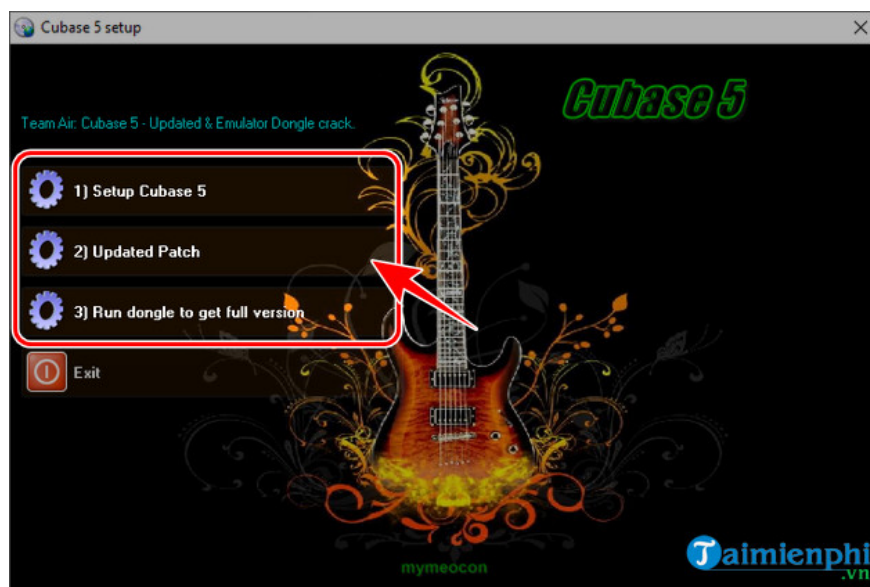 Cubase 5 setup
Cubase 5
Team Air: Cubase 5 - Updated & Emulator Dongle crack.
1) Setup Cubase 5
2) Updated Patch
3) Run dongle to get full version
Exit
mymeocon
Taimienphi
.vn